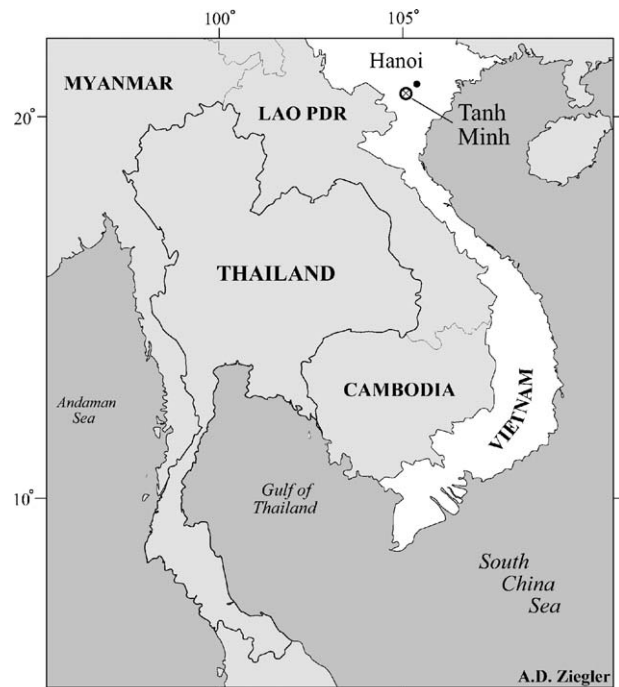 100°
105°
Hanoi
MYANMAR
20°
LAO PDR
Tanh
Minh
THAILAND
CAMBODIA
VIETNAM
Andaman
Sea
10°
Gulf of
Thailand
South
China
Sea
A.D. Ziegler